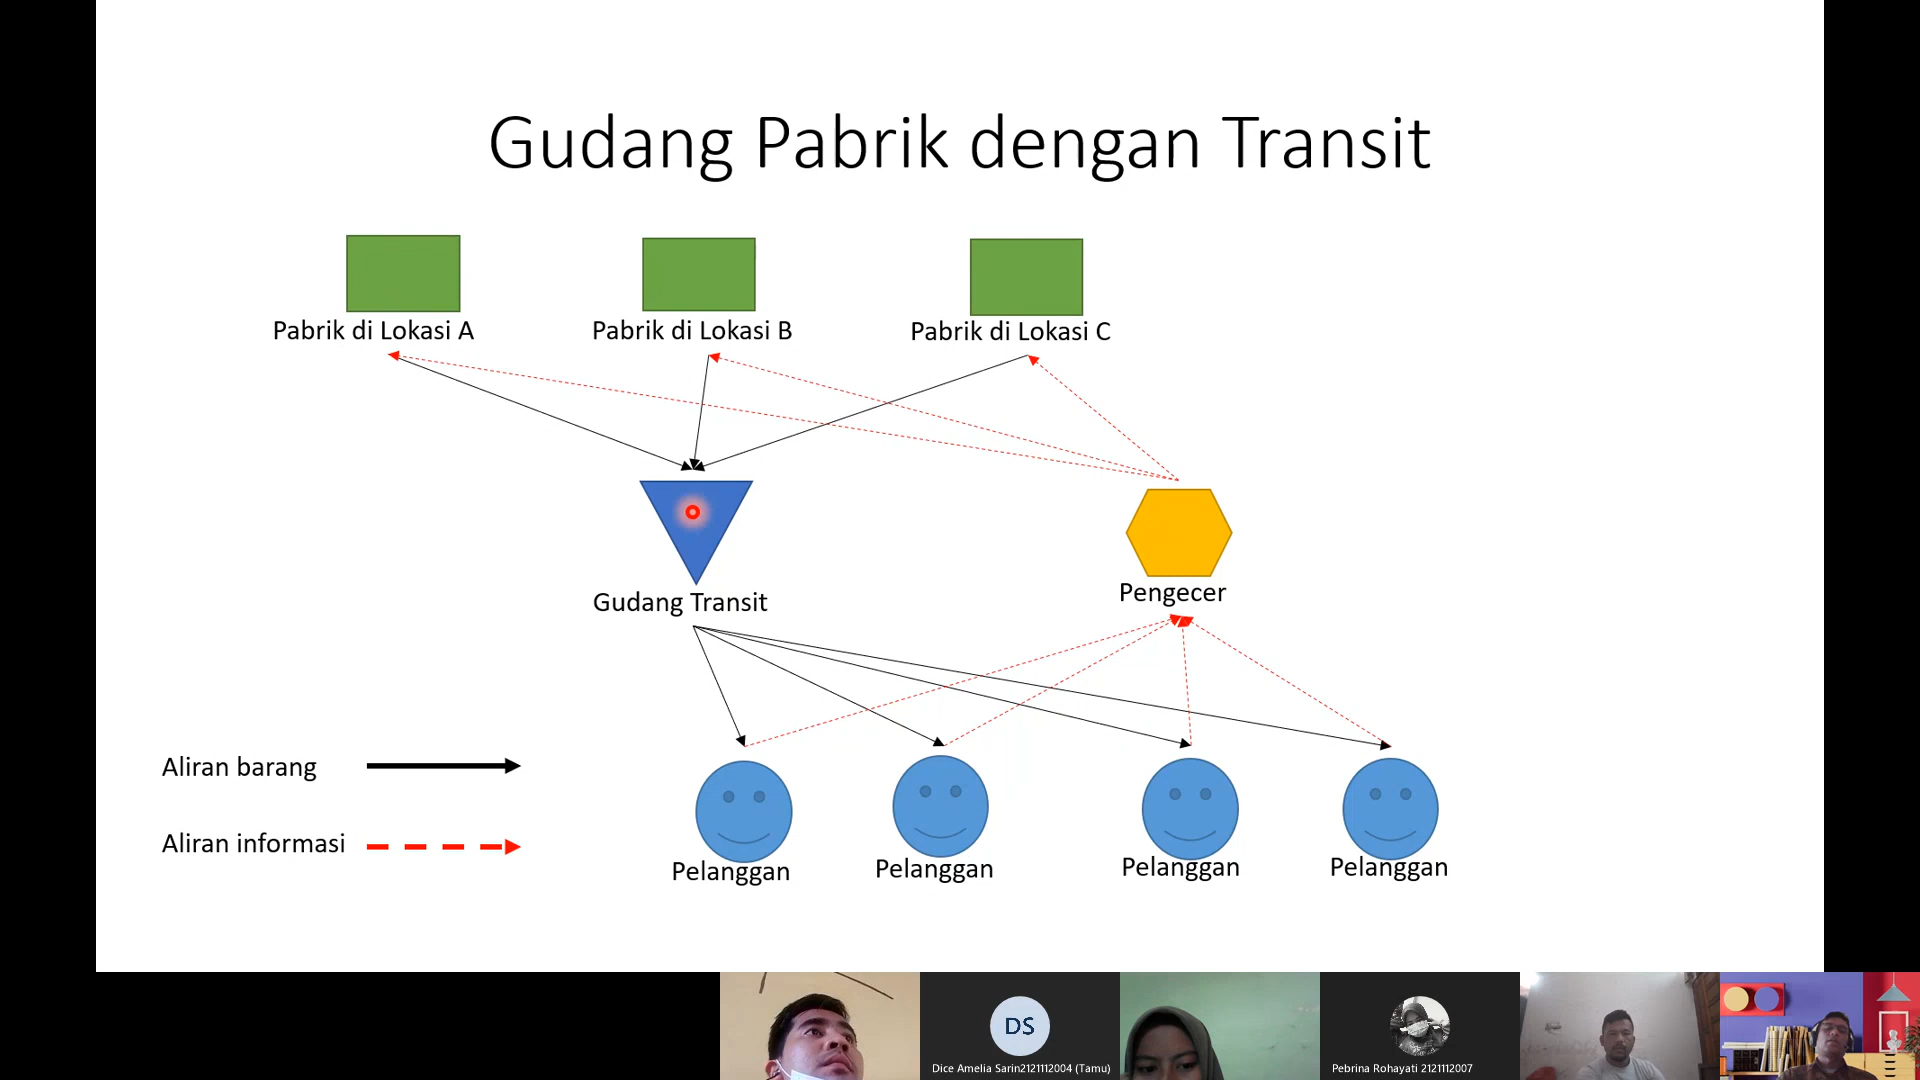 Gudang Pabrik dengan Transit
Pabrik di Lokasi A
Pabrik di Lokasi B
Pabrik di Lokasi C
Gudang Transit
Pengecer
Aliran barang
Aliran informasi
Pelanggan
Pelanggan
Pelanggan
Pelanggan
DS
Dice Amelia Sarin2121112004 (Tamu)
Pebrina Rohayati 2121112007